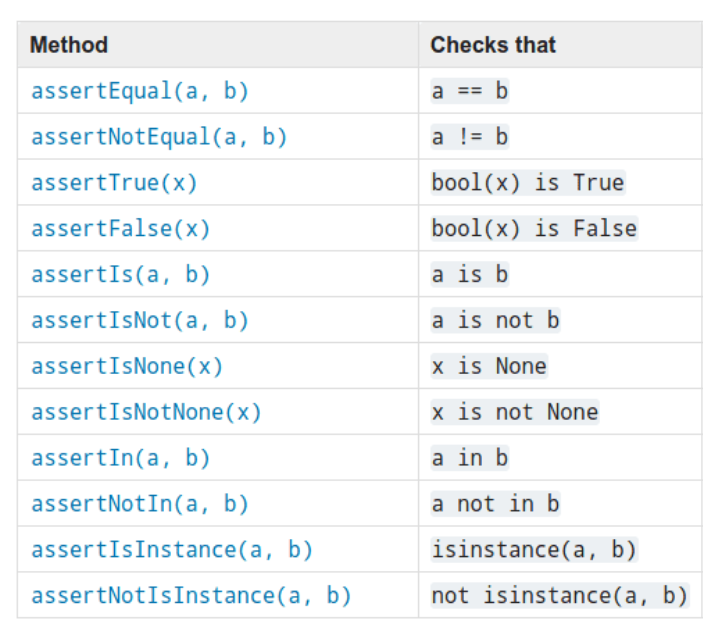 Method Checks that
assertEqual(a, b) a == b
assertNotEqual(a, b) a != b
assertTrue(x) bool(x) is True
assertFalse(x) bool(x) is False
assertIs(a, b) a is b
assertIsNot(a, b) a is not b
assertIsNone(x) x is None
assertIsNotNone(x) x is not None
assertIn(a, b) a in b
assertNotIn(a, b) a not in b
assertIsInstance(a, b) isinstance(a, b)
assertNotIsInstance(a, b) not isinstance(a, b)